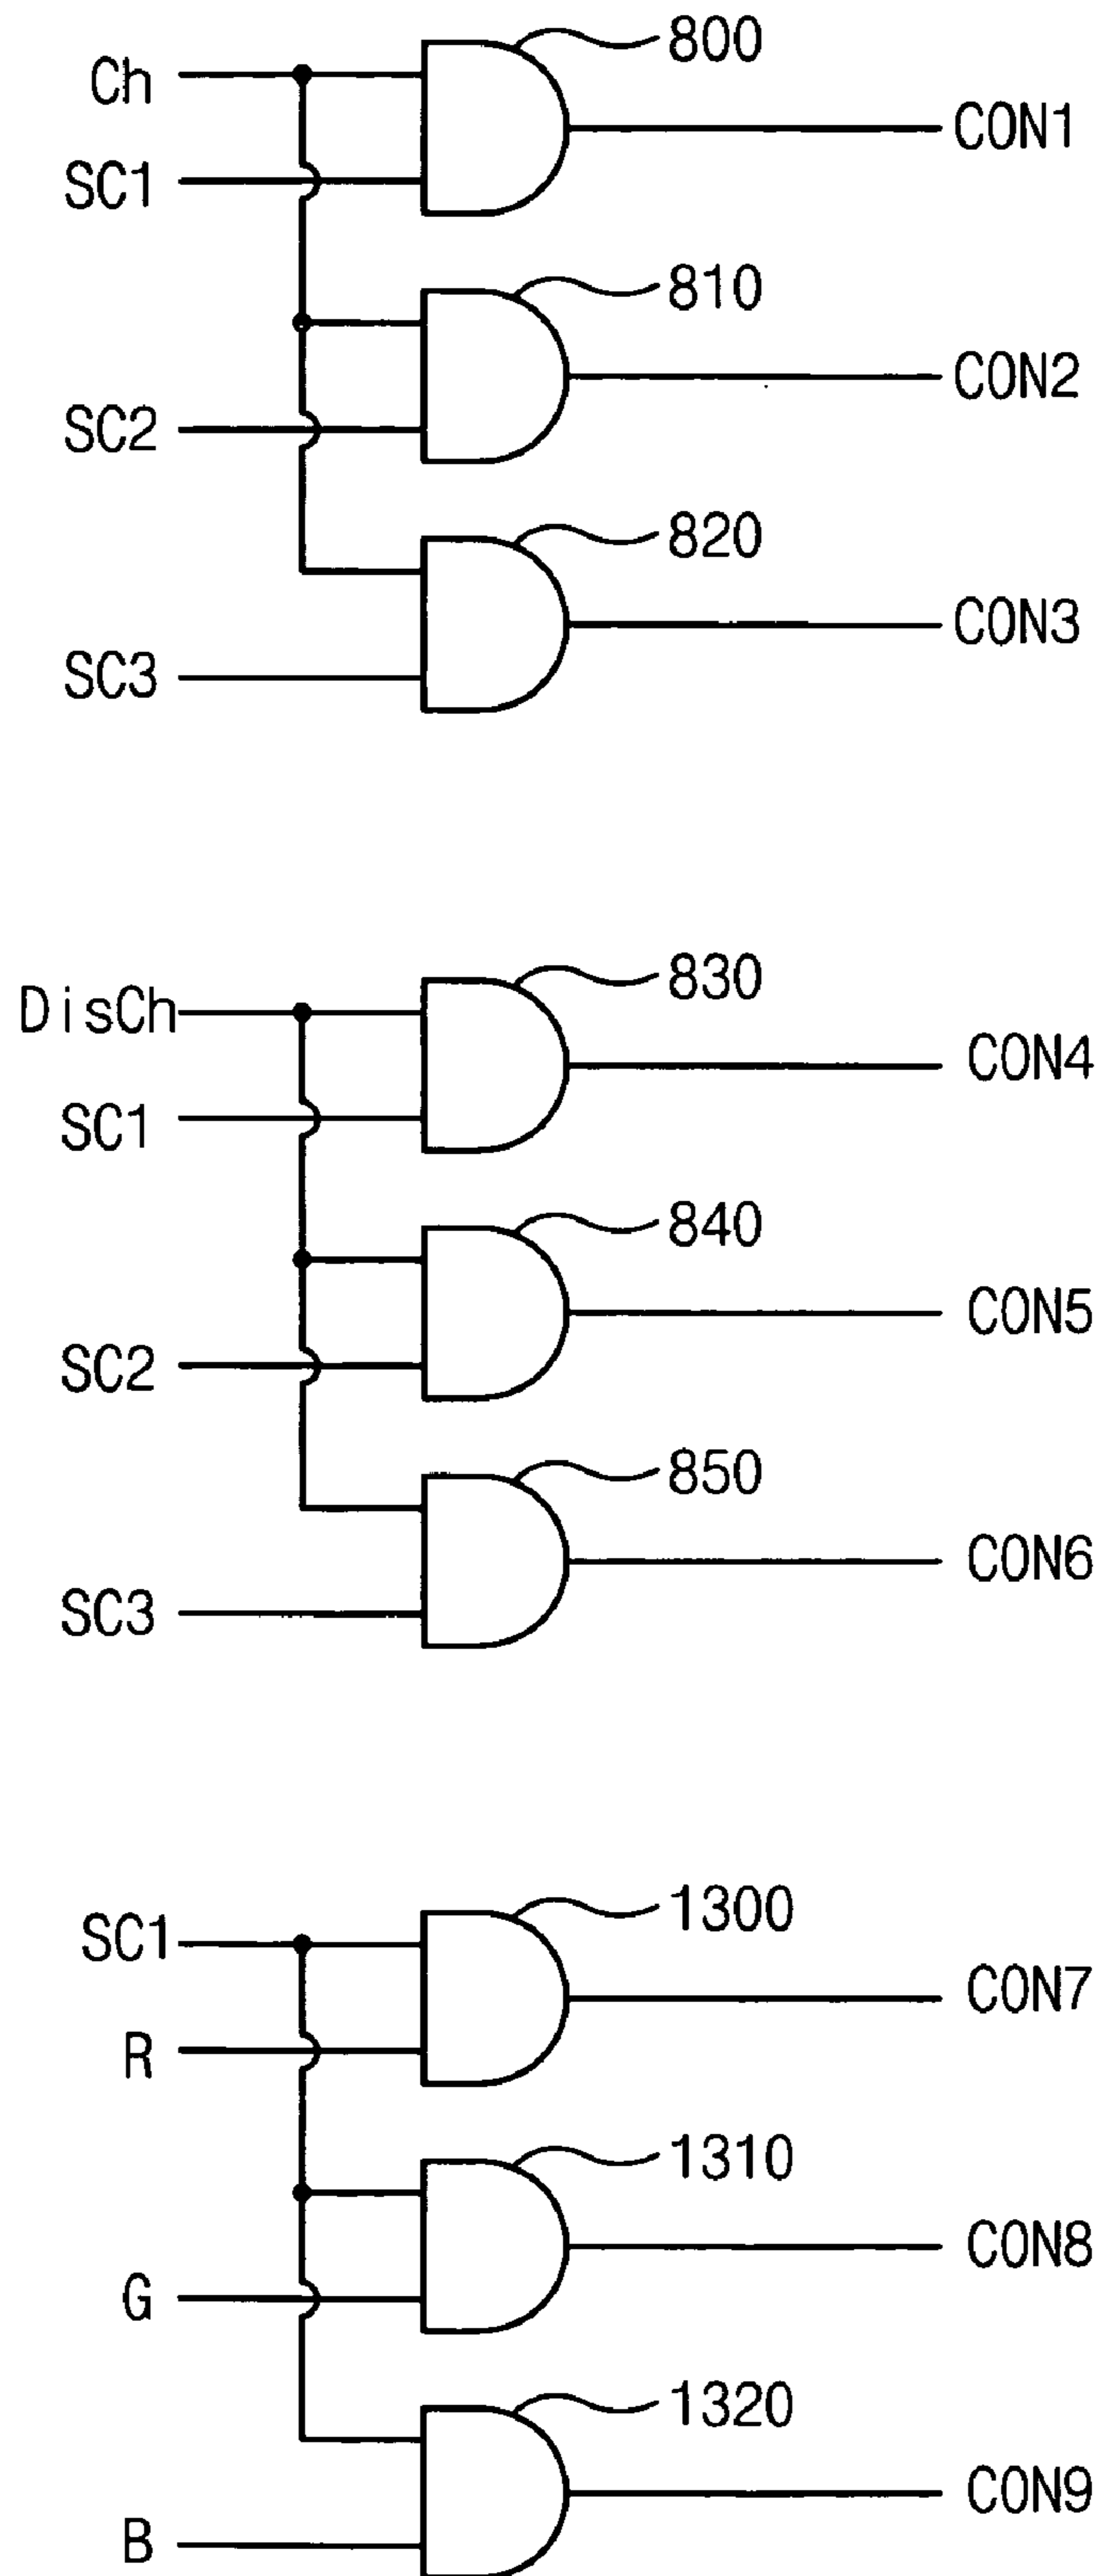 800
Ch
CON1
SC1
810
CON2
SC2
820
CON3
SC3
830
DisCh
CON4
SC1
840
CON5
SC2
850
CON6
SC3
1300
SC1
CON7
R
1310
CON8
G
1320
CON9
B